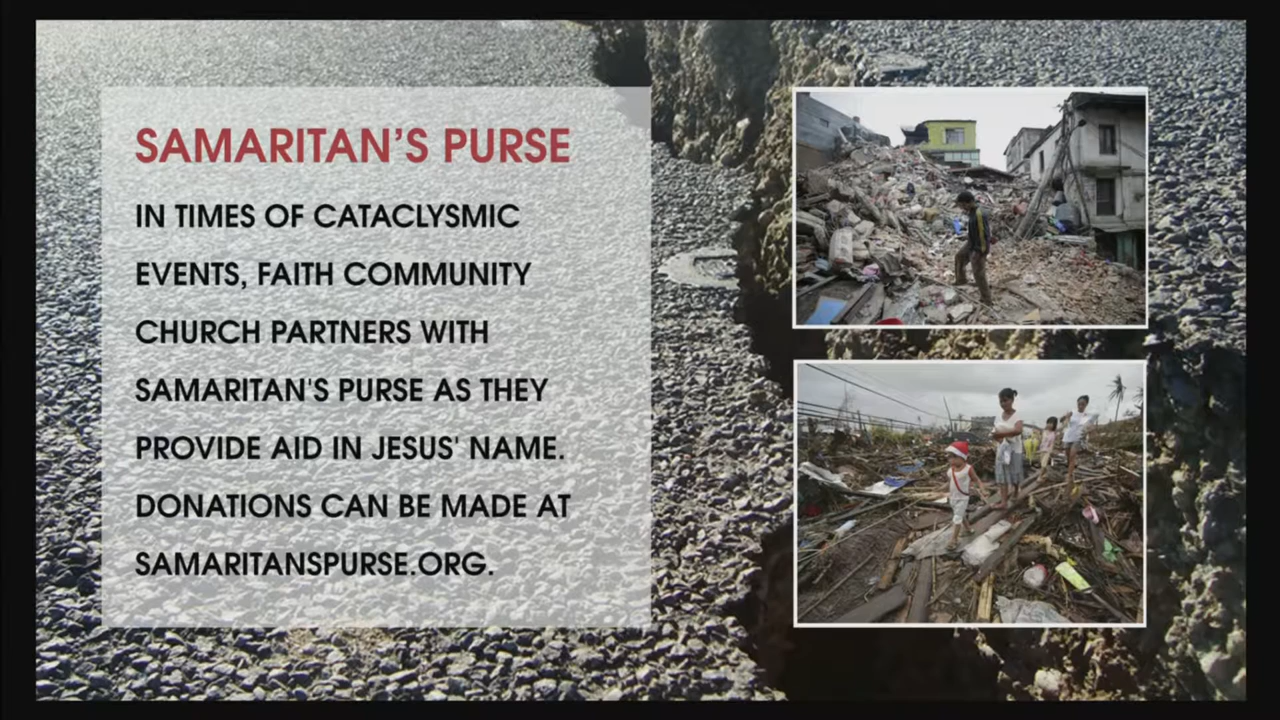 SAMARITAN’S PURSE
IN TIMES OF CATACLYSMIC
EVENTS, FAITH COMMUNITY
CHURCH PARTNERS WITH
SAMARITAN'S PURSE AS THEY
PROVIDE AID IN JESUS' NAME.
DONATIONS CAN BE MADE AT
SAMARITANSPURSE.ORG.